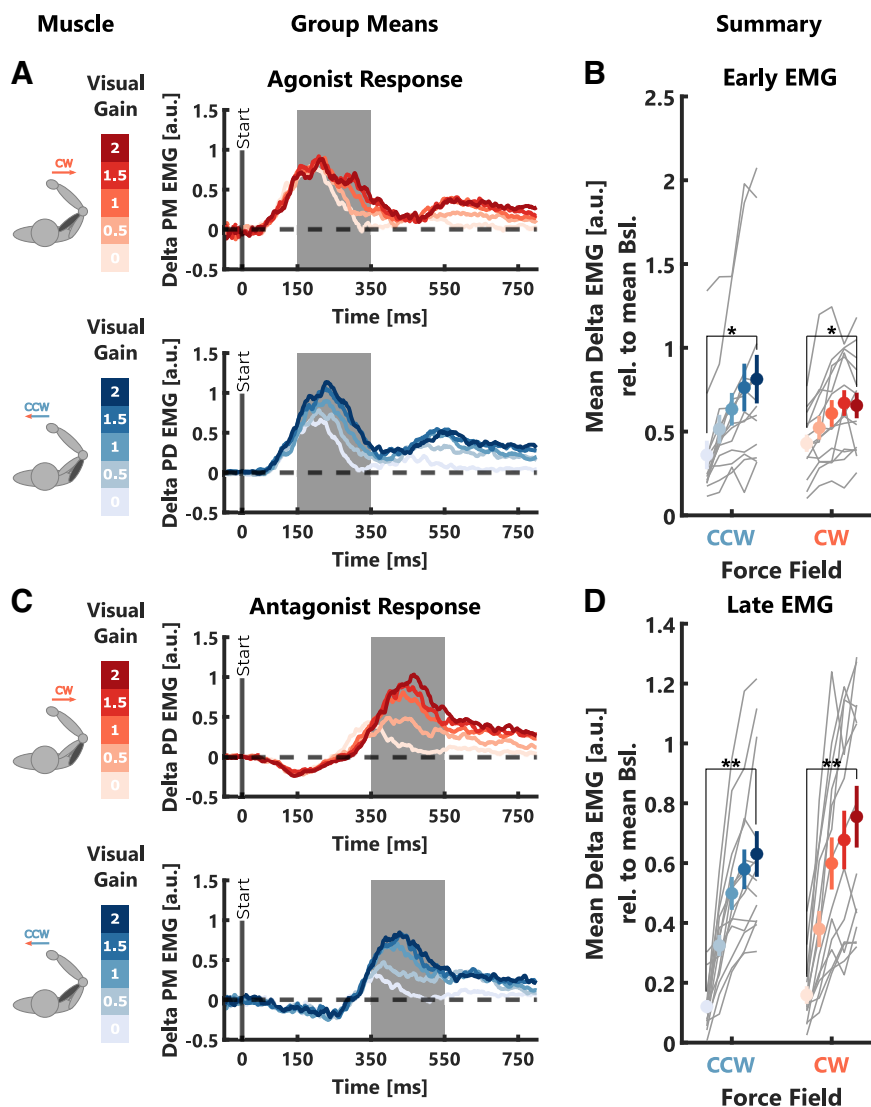 Muscle Group Means Summary
A Agonist Response
Visual
Gain
2
1.5
1
0.5
0
CW
Delta PM EMG [a.u.]
1.5
1
0.5
0
-0.5
Start
0 150 350 550 750
Time [ms]
Visual
Gain
2
1.5
1
0.5
0
CCW
Delta PD EMG [a.u.]
1.5
1
0.5
0
-0.5
Start
0 150 350 550 750
Time [ms]
B Early EMG
Mean Delta EMG [a.u.]
rel. to mean Bsl.
2.5
2
1.5
1
0.5
0
* *
CCW CW
Force Field
C Antagonist Response
Visual
Gain
2
1.5
1
0.5
0
CW
Delta PD EMG [a.u.]
1.5
1
0.5
0
-0.5
Start
0 150 350 550 750
Time [ms]
Visual
Gain
2
1.5
1
0.5
0
CCW
Delta PM EMG [a.u.]
1.5
1
0.5
0
-0.5
Start
0 150 350 550 750
Time [ms]
D Late EMG
Mean Delta EMG [a.u.]
rel. to mean Bsl.
1.4
1.2
1
0.8
0.6
0.4
0.2
0
** **
CCW CW
Force Field